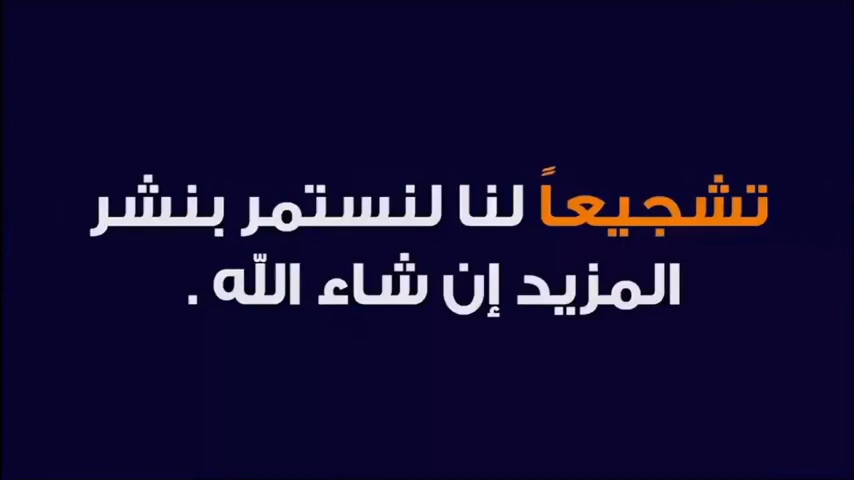 تشجيعاً لنا لنستمر بنشر
المزيد إن شاء الله .